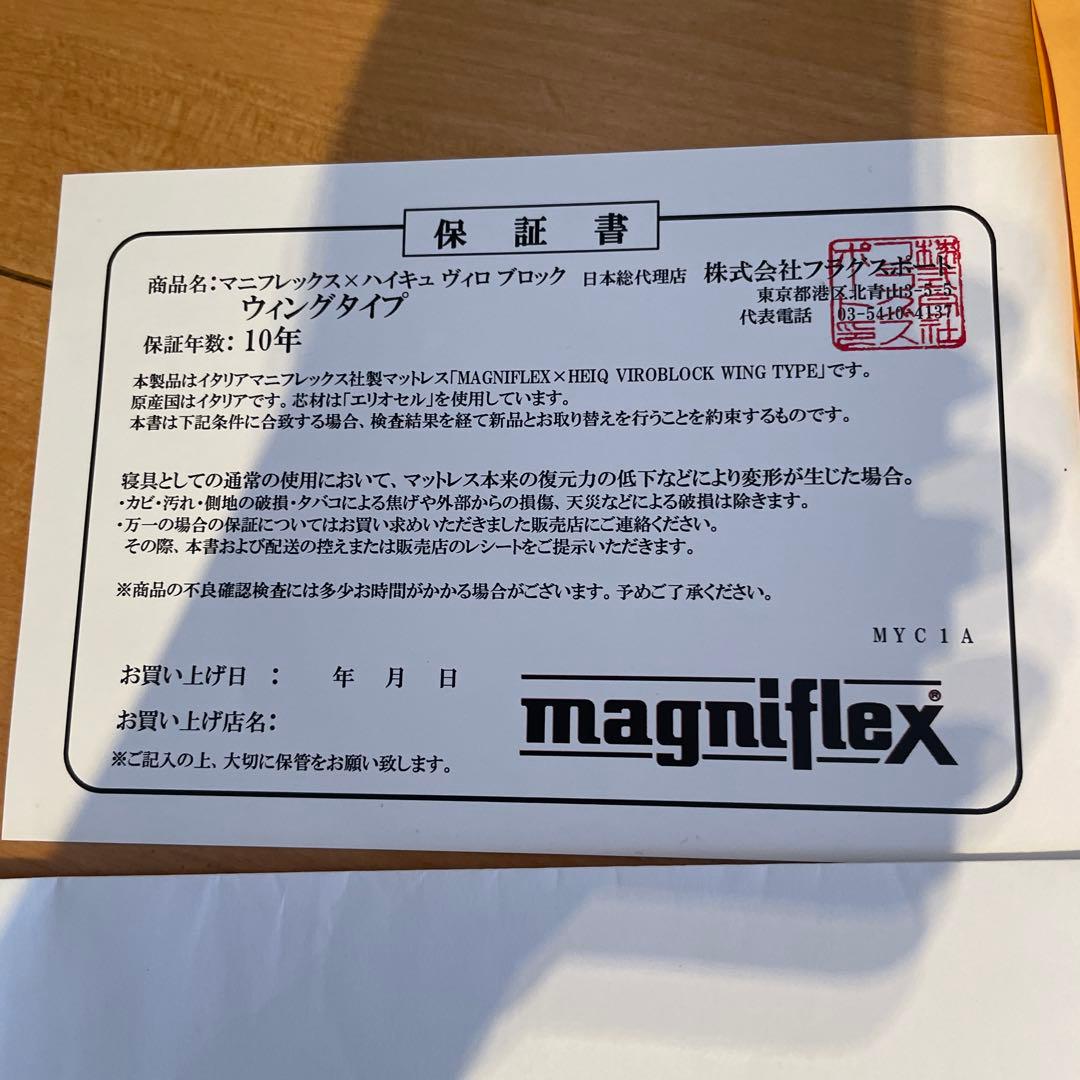 保証書
商品名：マニフレックス×ハイキュ ヴィロ ブロック
ウィングタイプ
日本総代理店 株式会社フラグスポート
東京都港区北青山3-5-5
代表電話 03-5410-4137
保証年数：10年
本製品はイタリアマニフレックス社製マットレス「MAGNIFLEX×HEIQ VIROBLOCK WING TYPE」です。
原産国はイタリアです。芯材は「エリオセル」を使用しています。
本書は下記条件に合致する場合、検査結果を経て新品とお取り替えを行うことを約束するものです。
寝具としての通常の使用において、マットレス本来の復元力の低下などにより変形が生じた場合。
・カビ・汚れ・側地の破損・タバコによる焦げや外部からの損傷、天災などによる破損は除きます。
・万一の場合の保証についてはお買い求めいただきました販売店にご連絡ください。
その際、本書および配送の控えまたは販売店のレシートをご提示いただきます。
※商品の不良確認検査には多少お時間がかかる場合がございます。予めご了承ください。
MYC1A
お買い上げ日 ： 年 月 日
お買い上げ店名：
※ご記入の上、大切に保管をお願い致します。
magniflex®